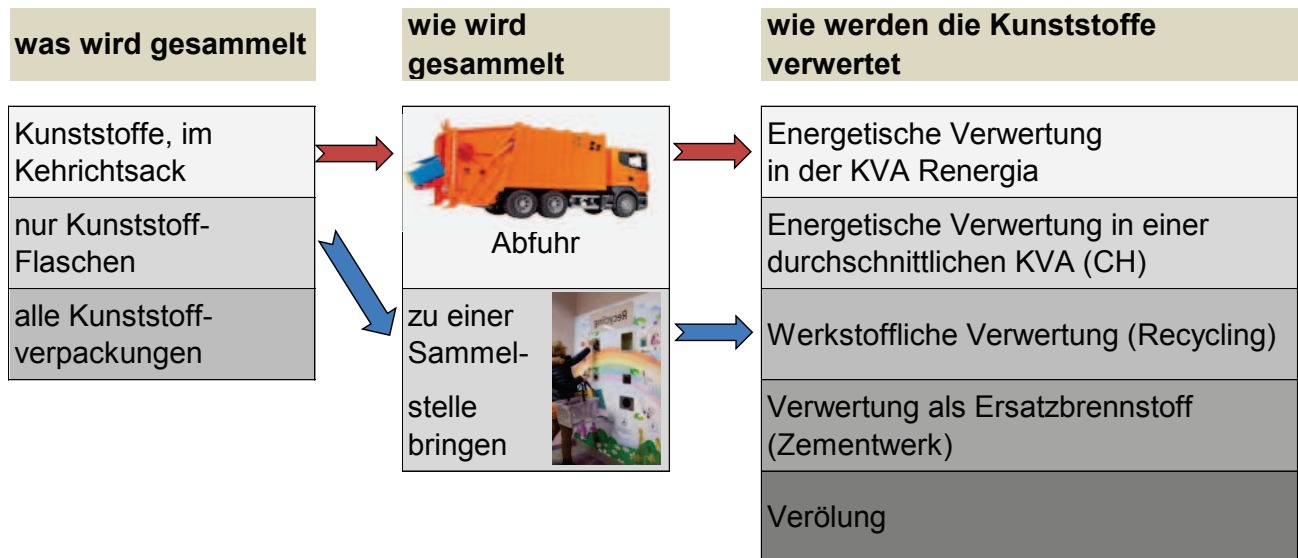 was wird gesammelt
wie wird
gesammelt
wie werden die Kunststoffe
verwertet
Kunststoffe, im
Kehrichtsack
nur Kunststoff-
Flaschen
alle Kunststoff-
verpackungen
Abfuhr
zu einer
Sammel-
stelle
bringen
Recycling
Energetische Verwertung
in der KVA Renergia
Energetische Verwertung in einer
durchschnittlichen KVA (CH)
Werkstoffliche Verwertung (Recycling)
Verwertung als Ersatzbrennstoff
(Zementwerk)
Verölung